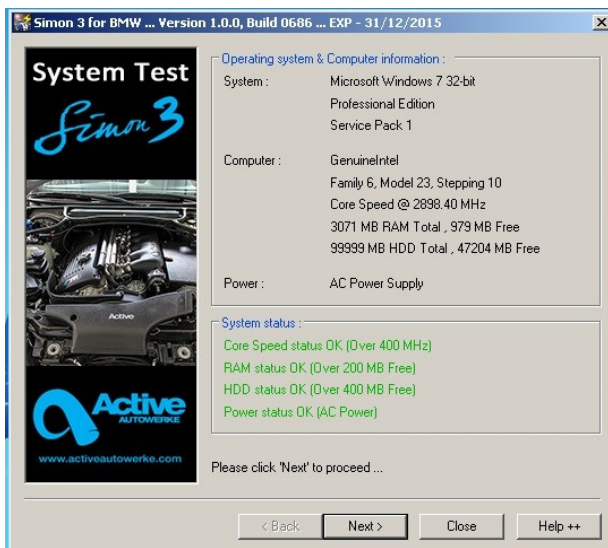 Simon 3 for BMW ... Version 1.0.0, Build 0686 ... EXP - 31/12/2015
System Test
Simon 3
Active
Active
AUTOWERKE
www.activeautowerke.com
Operating system & Computer information :
System : Microsoft Windows 7 32-bit
Professional Edition
Service Pack 1
Computer : GenuineIntel
Family 6, Model 23, Stepping 10
Core Speed @ 2898.40 MHz
3071 MB RAM Total , 979 MB Free
99999 MB HDD Total , 47204 MB Free
Power : AC Power Supply
System status :
Core Speed status OK (Over 400 MHz)
RAM status OK (Over 200 MB Free)
HDD status OK (Over 400 MB Free)
Power status OK (AC Power)
Please click 'Next' to proceed ...
< Back Next > Close Help ++